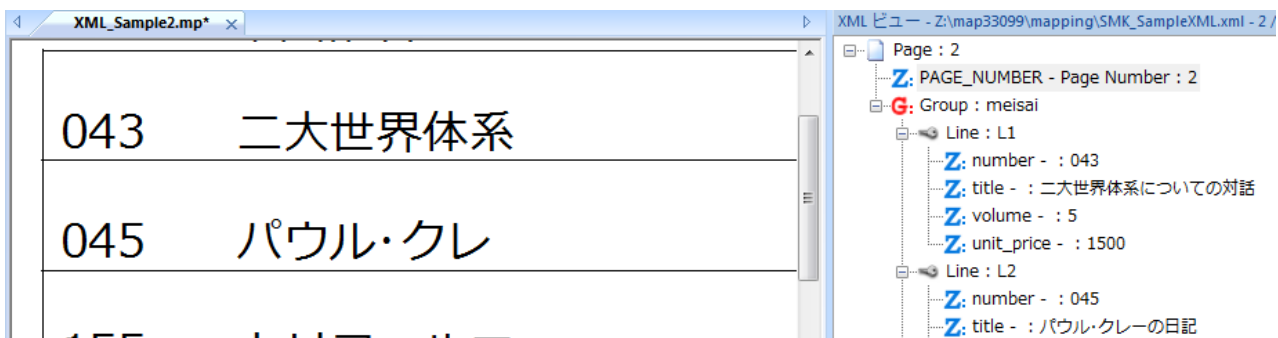 XML_Sample2.mp*
043 二大世界体系
045 パウル・クレ
XML ビュー - Z:\map33099\mapping\SMK_SampleXML.xml - 2 /
Page : 2
PAGE_NUMBER - Page Number : 2
Group : meisai
Line : L1
number - : 043
title - : 二大世界体系についての対話
volume - : 5
unit_price - : 1500
Line : L2
number - : 045
title - : パウル・クレーの日記